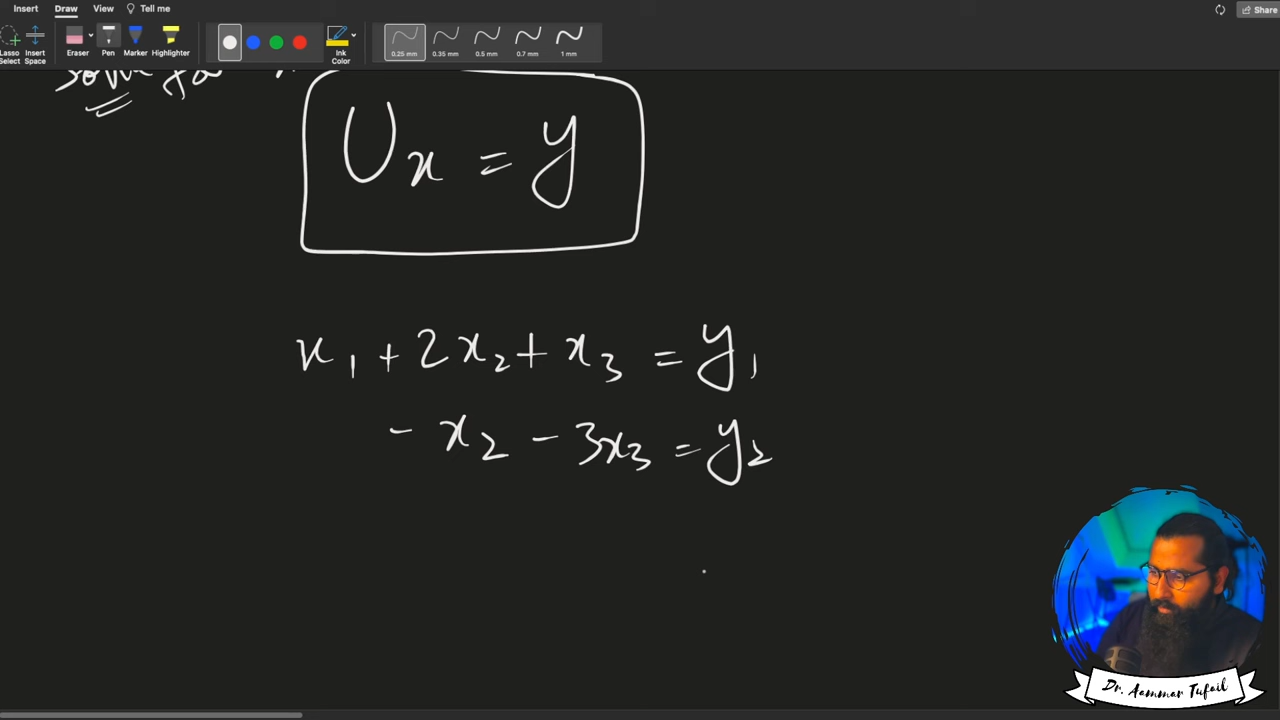 Insert Draw View Tell me
Share
Lasso Select
Insert Space
Eraser
Pen
Marker
Highlighter
Ink Color
0.25 mm
0.35 mm
0.5 mm
0.7 mm
1 mm
Ux = y
x₁ + 2x₂ + x₃ = y₁
- x₂ - 3x₃ = y₂
Dr. Aammar Tufail